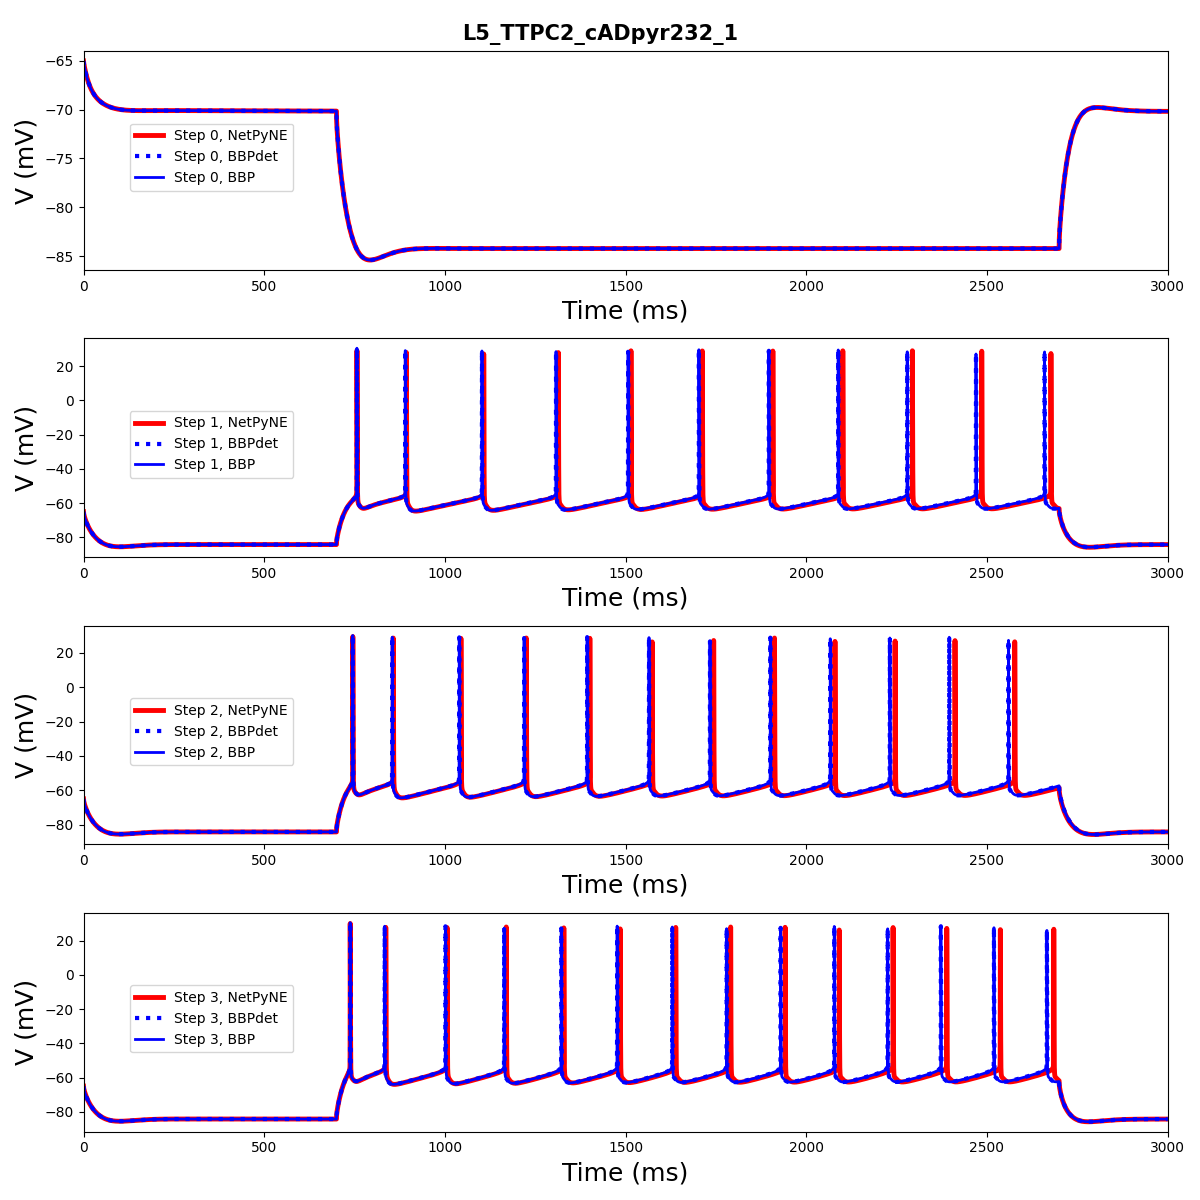 L5_TTPC2_cADpyr232_1
−65
−70
−75
−80
−85
V (mV)
Step 0, NetPyNE
Step 0, BBPdet
Step 0, BBP
0 500 1000 1500 2000 2500 3000
Time (ms)
20
0
−20
−40
−60
−80
V (mV)
Step 1, NetPyNE
Step 1, BBPdet
Step 1, BBP
0 500 1000 1500 2000 2500 3000
Time (ms)
20
0
−20
−40
−60
−80
V (mV)
Step 2, NetPyNE
Step 2, BBPdet
Step 2, BBP
0 500 1000 1500 2000 2500 3000
Time (ms)
20
0
−20
−40
−60
−80
V (mV)
Step 3, NetPyNE
Step 3, BBPdet
Step 3, BBP
0 500 1000 1500 2000 2500 3000
Time (ms)